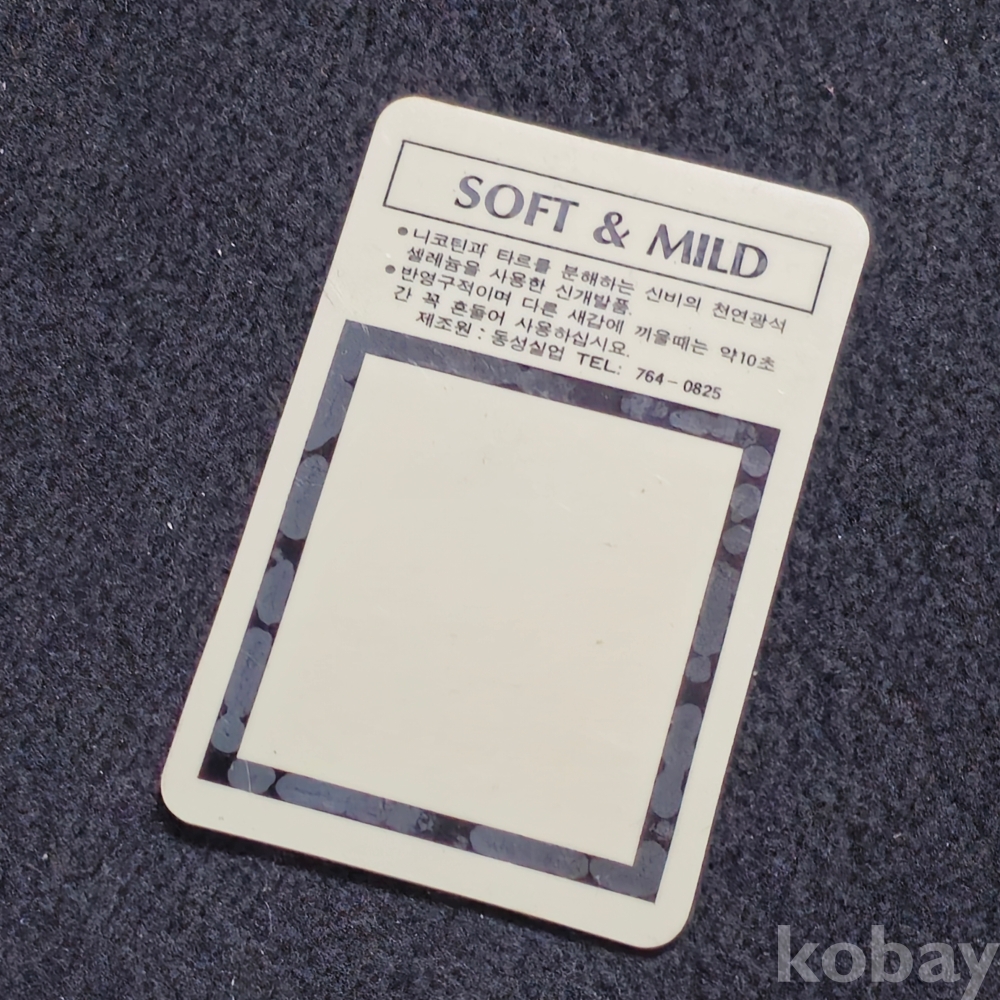 SOFT & MILD
●니코틴과 타르를 분해하는 신비의 천연광석
셀레늄을 사용한 신개발품.
●반영구적이며 다른 새갑에 끼울때는 약10초
간 꼭 흔들어 사용하십시요.
제조원 : 동성실업 TEL: 764-0825
kobay